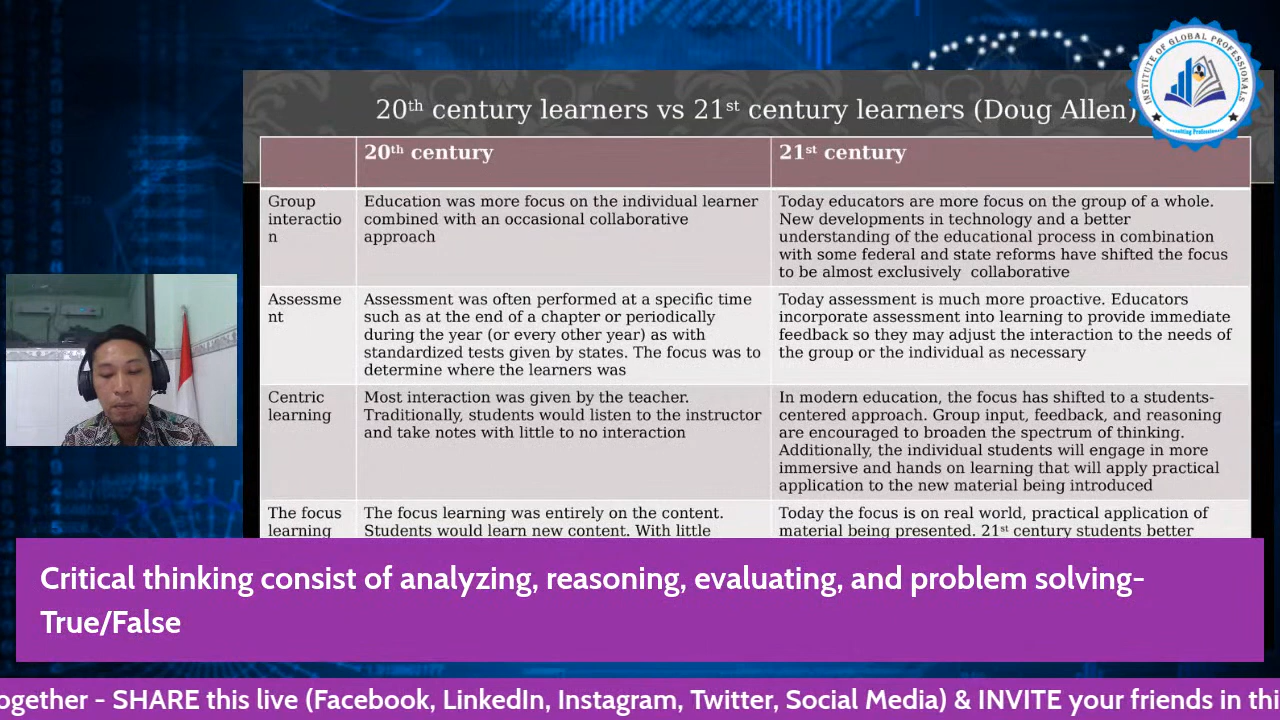 INSTITUTE OF GLOBAL PROFESSIONALS
20th century learners vs 21st century learners (Doug Allen)
20th century
21st century
Group
interactio
n
Education was more focus on the individual learner
combined with an occasional collaborative
approach
Today educators are more focus on the group of a whole.
New developments in technology and a better
understanding of the educational process in combination
with some federal and state reforms have shifted the focus
to be almost exclusively collaborative
Assessme
nt
Assessment was often performed at a specific time
such as at the end of a chapter or periodically
during the year (or every other year) as with
standardized tests given by states. The focus was to
determine where the learners was
Today assessment is much more proactive. Educators
incorporate assessment into learning to provide immediate
feedback so they may adjust the interaction to the needs of
the group or the individual as necessary
Centric
learning
Most interaction was given by the teacher.
Traditionally, students would listen to the instructor
and take notes with little to no interaction
In modern education, the focus has shifted to a students-
centered approach. Group input, feedback, and reasoning
are encouraged to broaden the spectrum of thinking.
Additionally, the individual students will engage in more
immersive and hands on learning that will apply practical
application to the new material being introduced
The focus
learning
The focus learning was entirely on the content.
Students would learn new content. With little
Today the focus is on real world, practical application of
material being presented. 21st century students better
Critical thinking consist of analyzing, reasoning, evaluating, and problem solving-
True/False
ogether - SHARE this live (Facebook, LinkedIn, Instagram, Twitter, Social Media) & INVITE your friends in thi